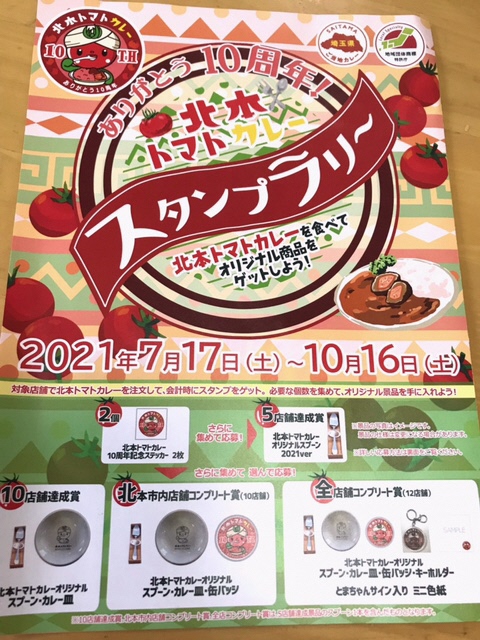 北本トマトカレー
10TH
ありがとう10周年
SAITAMA
埼玉県
ご当地カレー
地域団体商標
特許庁
ありがとう10周年!
北本
トマトカレー
スタンプラリー
北本トマトカレーを食べて
オリジナル商品を
ゲットしよう!
2021年7月17日(土)~10月16日(土)
対象店舗で北本トマトカレーを注文して、会計時にスタンプをゲット。必要な個数を集めて、オリジナル景品を手に入れよう!
2個
北本トマトカレー
10周年記念ステッカー 2枚
さらに
集めて応募!
5店舗達成賞
北本トマトカレー
オリジナルスプーン
2021ver
さらに集めて 選んで応募!
10店舗達成賞
北本トマトカレーオリジナル
スプーン・カレー皿
北本市内店舗コンプリート賞(10店舗)
北本トマトカレーオリジナル
スプーン・カレー皿・缶バッジ
全店舗コンプリート賞(12店舗)
SAMPLE
北本トマトカレーオリジナル
スプーン・カレー皿・缶バッジ・キーホルダー
とまちゃんサイン入り ミニ色紙